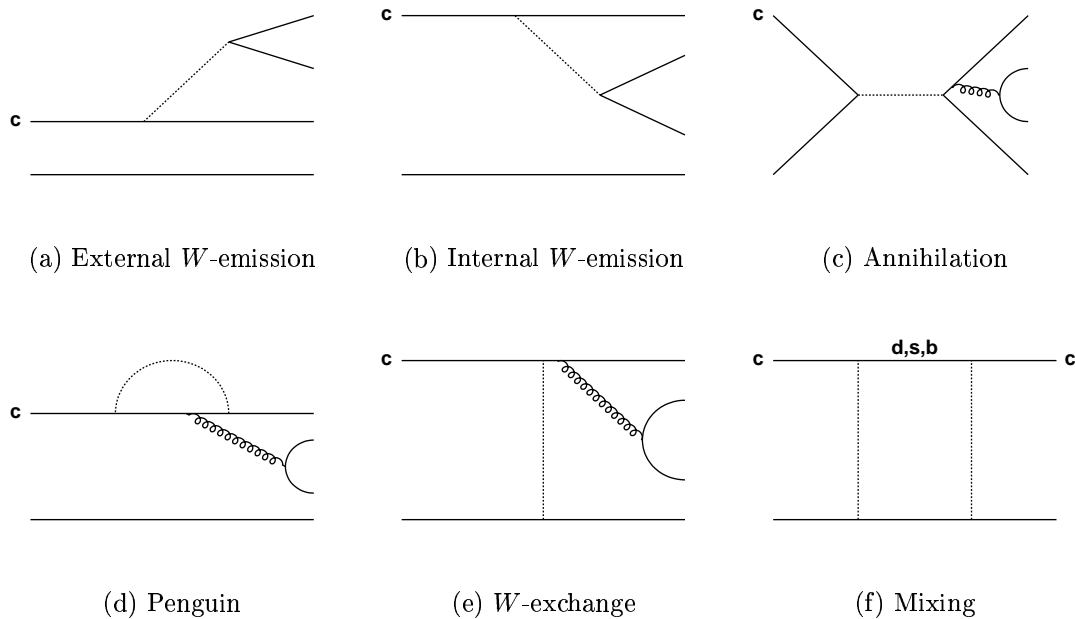 c
c
c
(a) External W-emission
(b) Internal W-emission
(c) Annihilation
c
c
c
d,s,b
c
(d) Penguin
(e) W-exchange
(f) Mixing